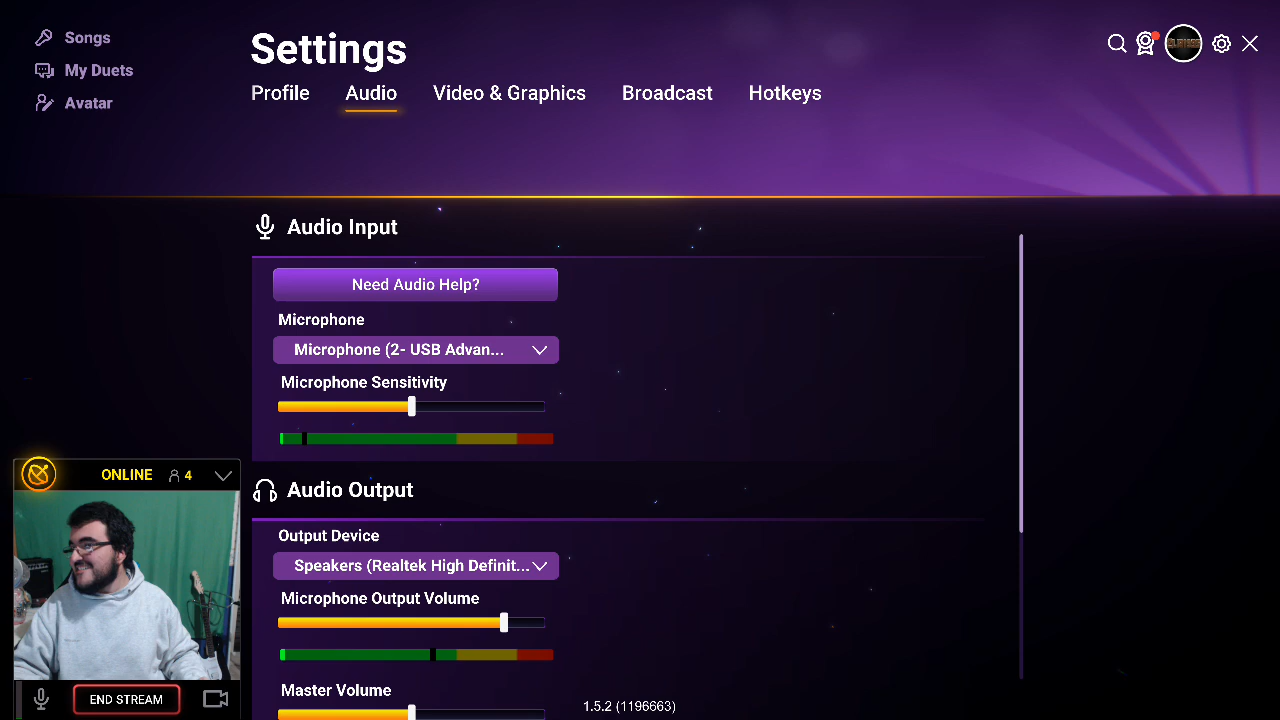 Songs
My Duets
Avatar
Settings
Profile
Audio
Video & Graphics
Broadcast
Hotkeys
Audio Input
Need Audio Help?
Microphone
Microphone (2- USB Advan...
Microphone Sensitivity
Audio Output
Output Device
Speakers (Realtek High Definit...
Microphone Output Volume
Master Volume
ONLINE
4
END STREAM
1.5.2 (1196663)